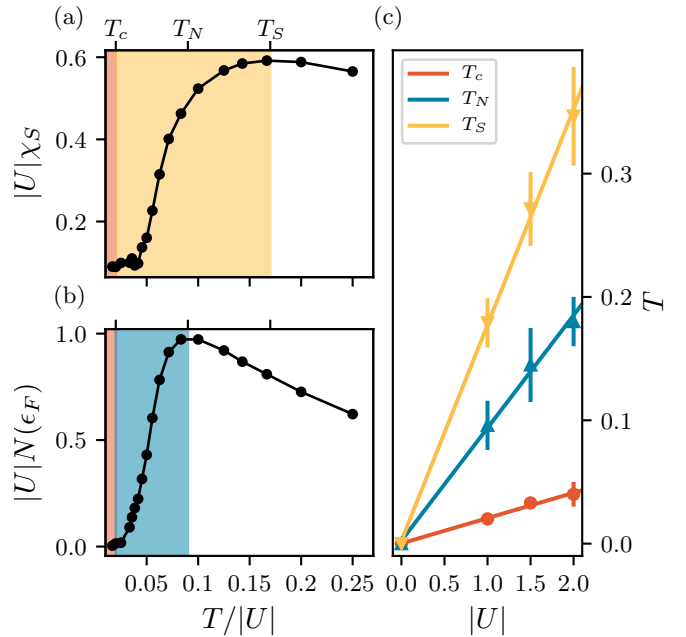 (a)
T_c T_N T_S
0.6
0.4
0.2
|U|χ_S
(b)
1.0
0.5
0.0
|U|N(ϵ_F)
0.05 0.1 0.15 0.2 0.25
T/|U|
(c)
T_c
T_N
T_S
0.3
0.2
0.1
0.0
T
0.0 1.0 1.5 2.0
|U|